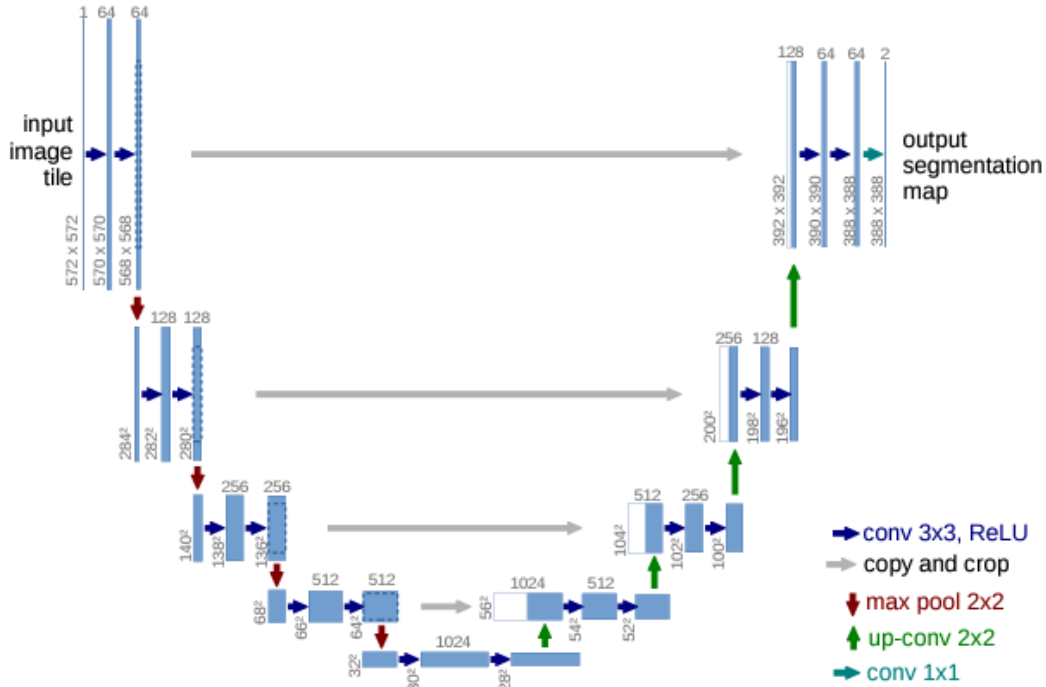 1 64 64
128 64 64 2
input
image
tile
output
segmentation
map
572 x 572
570 x 570
568 x 568
392 x 392
390 x 390
388 x 388
388 x 388
128 128
256 128
284²
282²
280²
200²
198²
196²
256 256
512 256
140²
138²
136²
104²
102²
100²
512 512
1024 512
68²
66²
64²
56²
54²
52²
1024
32²
30²
28²
conv 3x3, ReLU
copy and crop
max pool 2x2
up-conv 2x2
conv 1x1